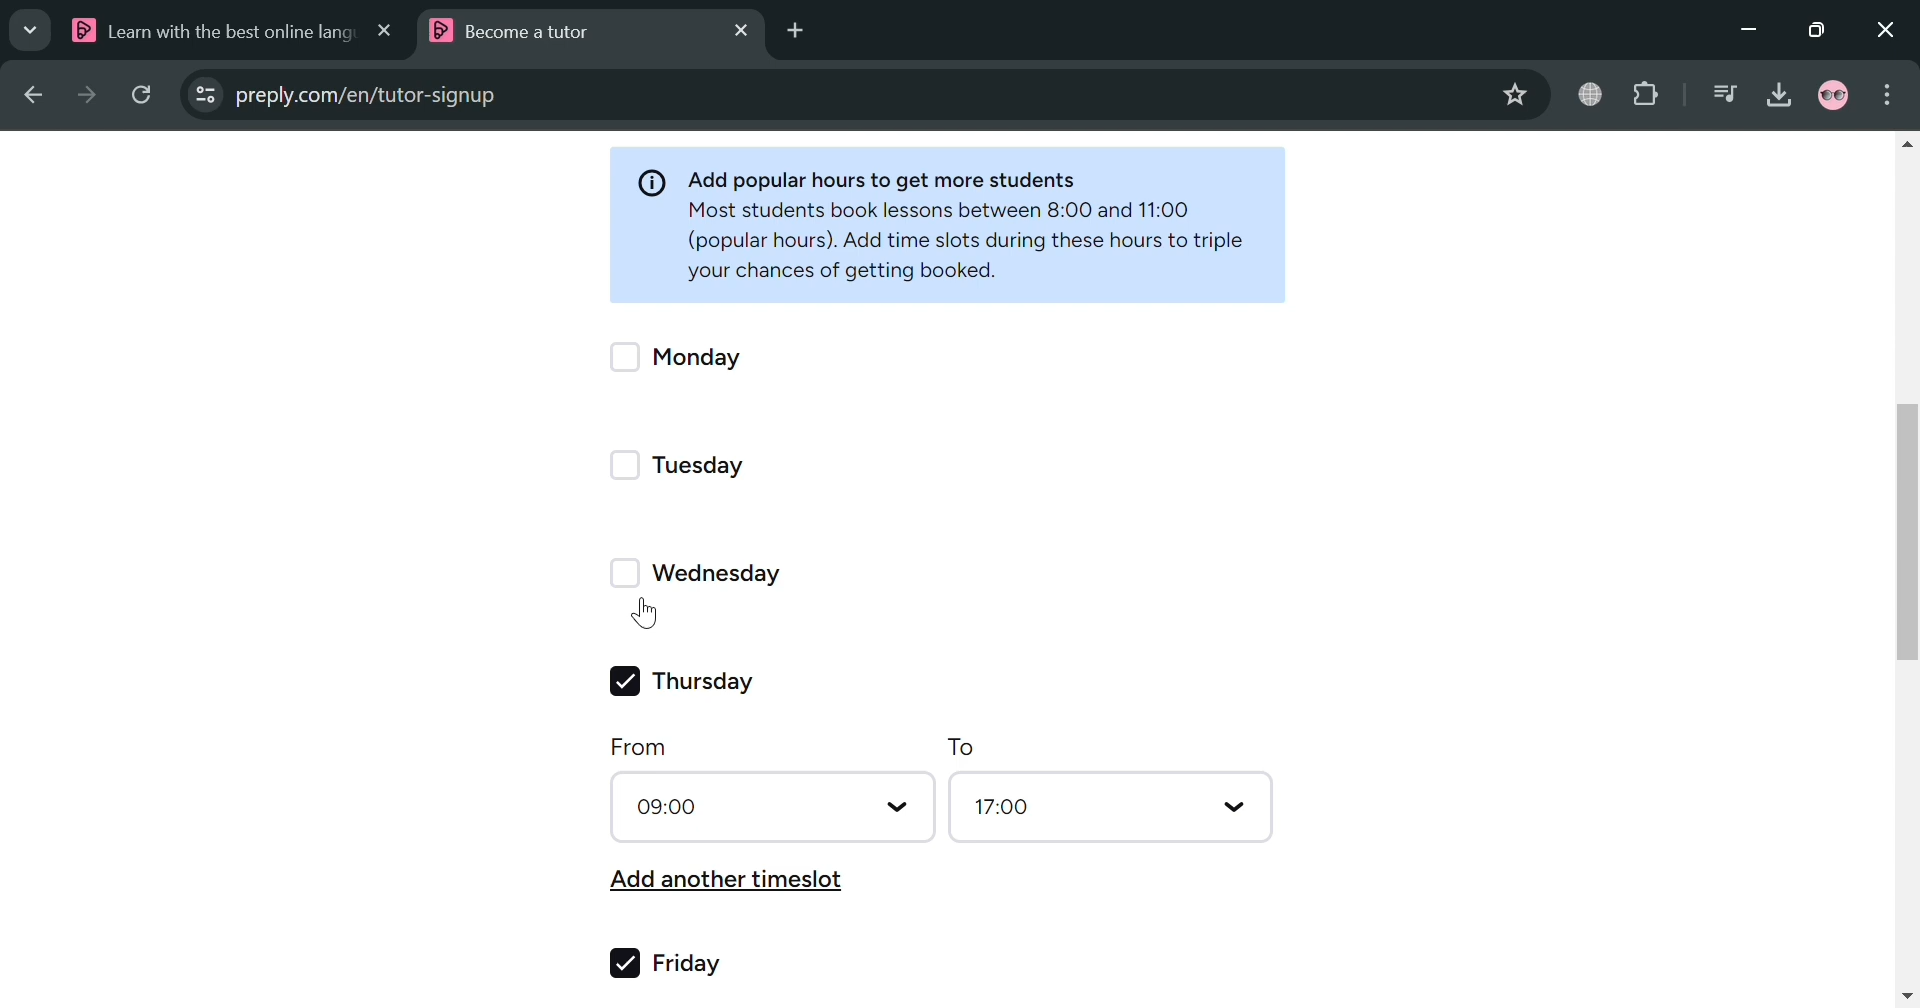 Learn with the best online lang
Become a tutor
preply.com/en/tutor-signup
Add popular hours to get more students
Most students book lessons between 8:00 and 11:00
(popular hours). Add time slots during these hours to triple
your chances of getting booked.
Monday
Tuesday
Wednesday
Thursday
From To
09:00 17:00
Add another timeslot
Friday